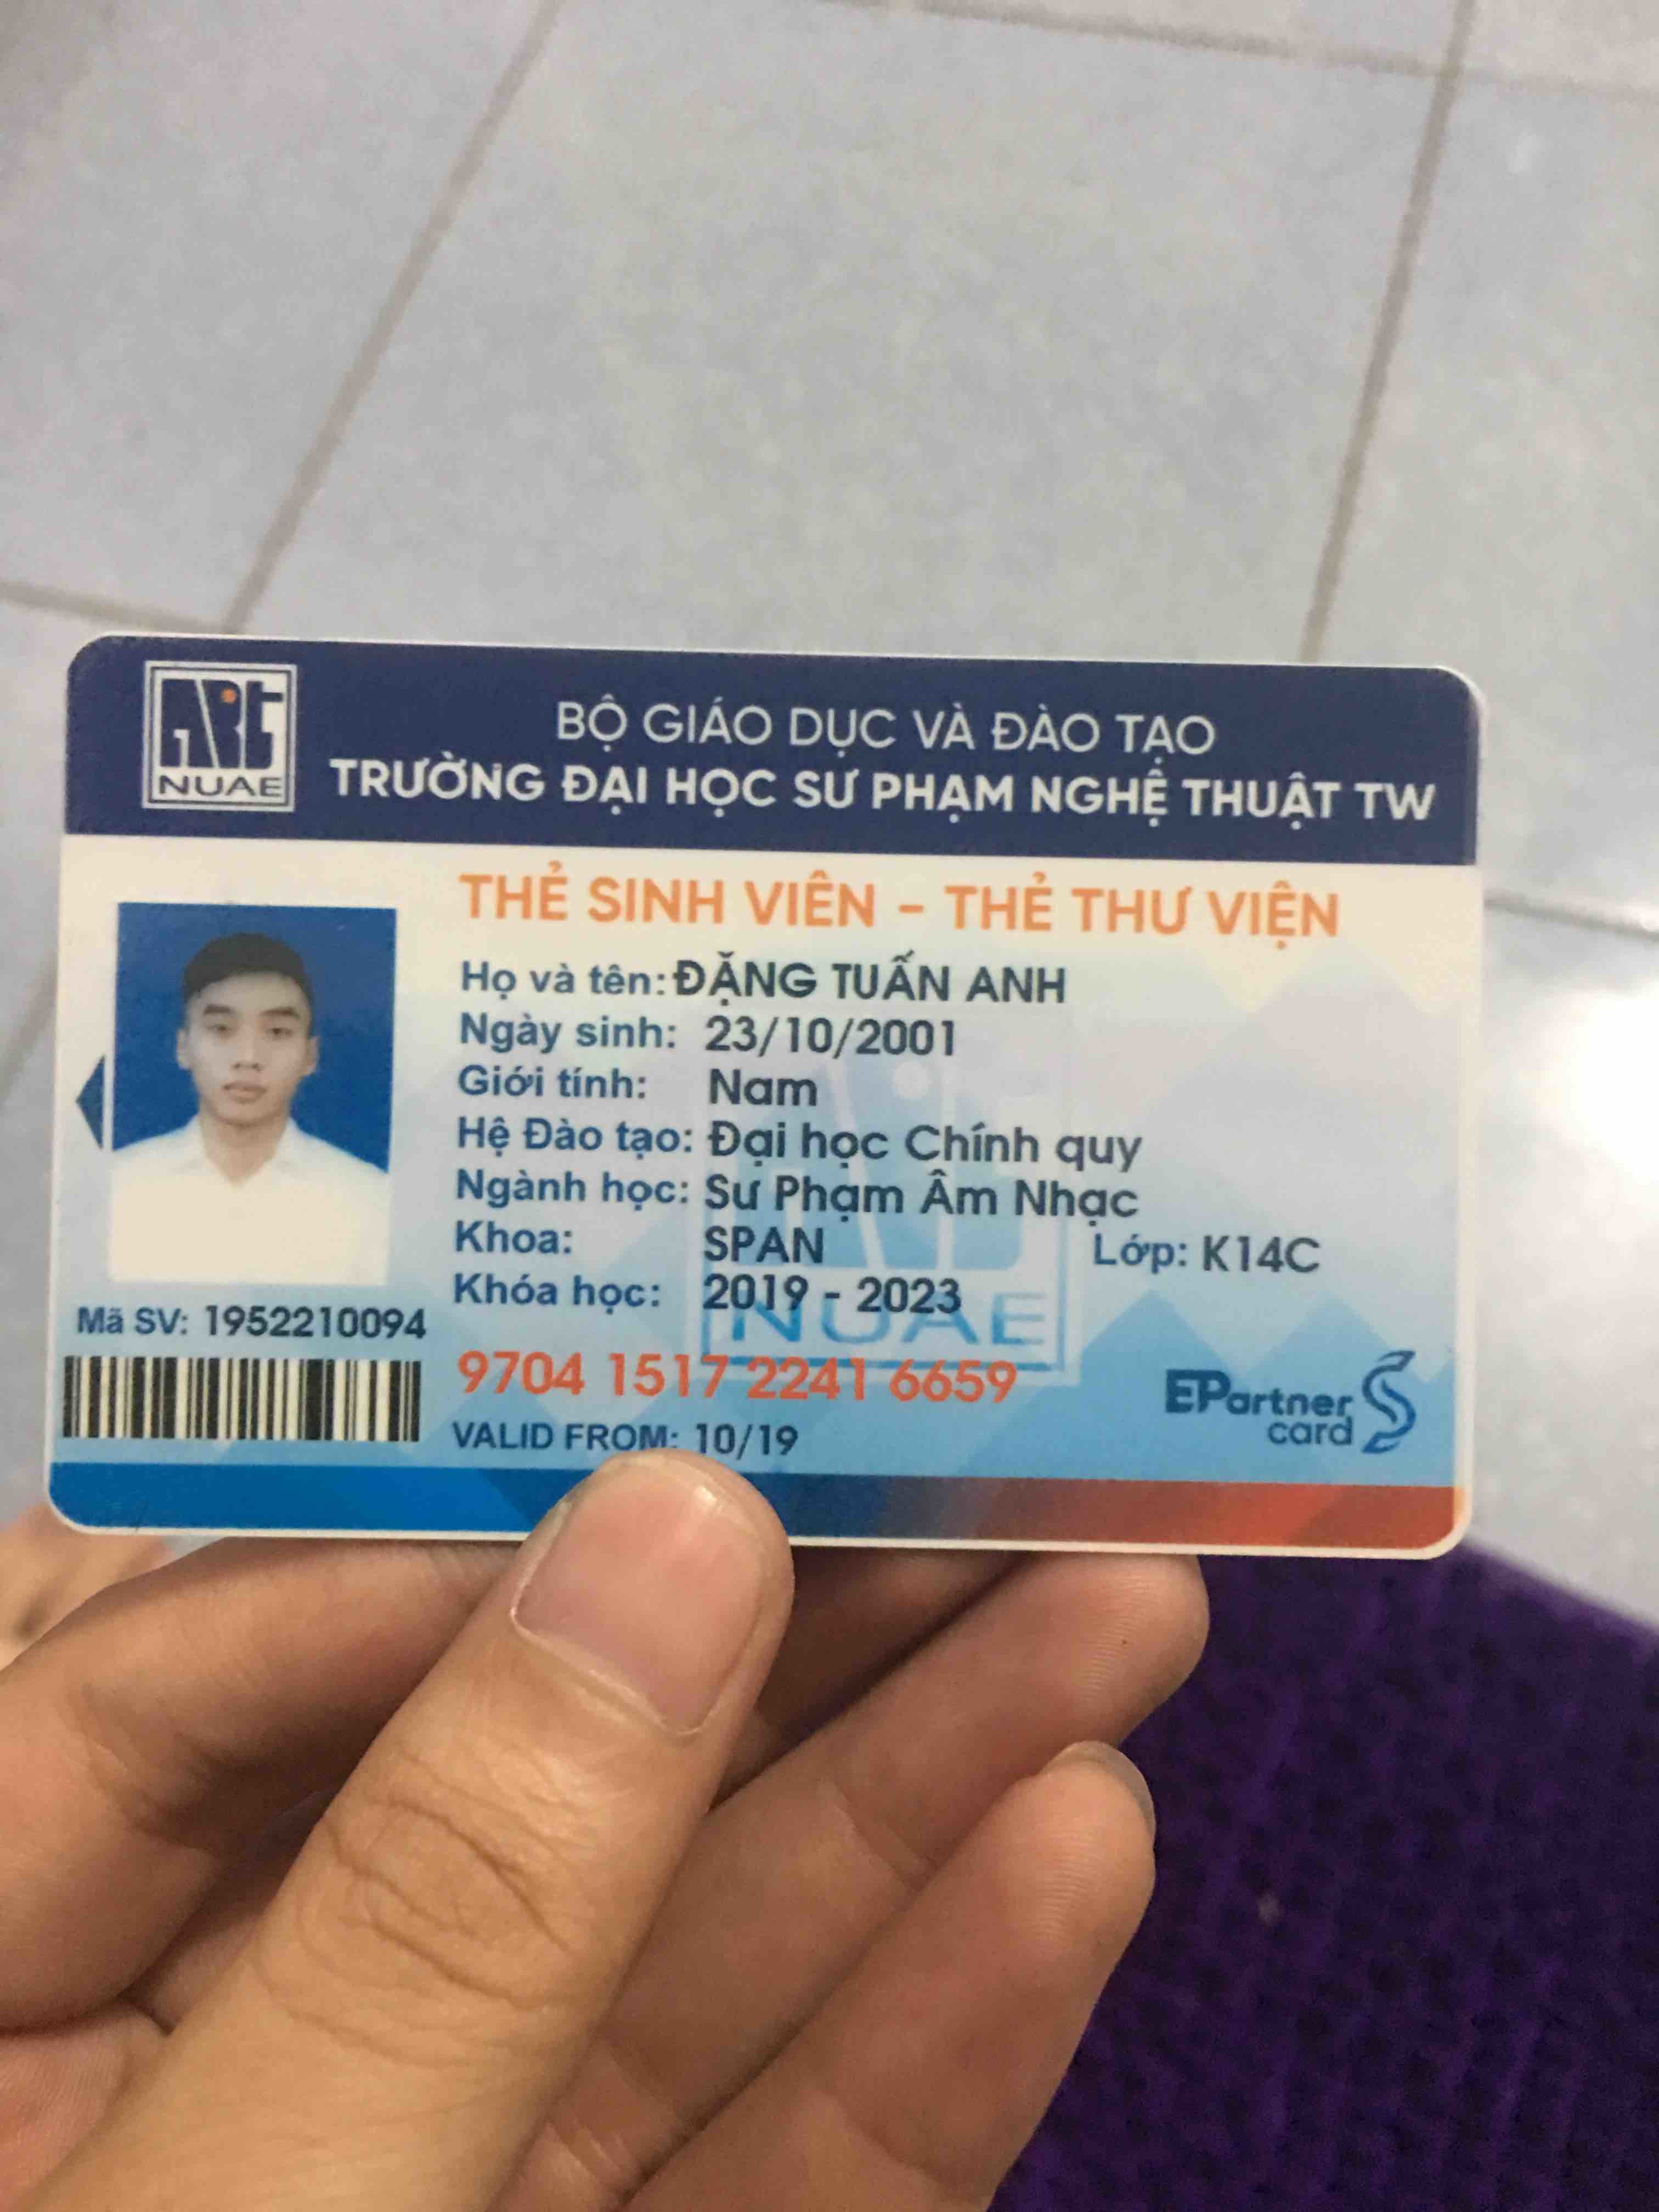 ART
NUAE
BỘ GIÁO DỤC VÀ ĐÀO TẠO
TRƯỜNG ĐẠI HỌC SƯ PHẠM NGHỆ THUẬT TW
THẺ SINH VIÊN - THẺ THƯ VIỆN
Họ và tên: ĐẶNG TUẤN ANH
Ngày sinh: 23/10/2001
Giới tính: Nam
Hệ Đào tạo: Đại học Chính quy
Ngành học: Sư Phạm Âm Nhạc
Khoa: SPAN Lớp: K14C
Khóa học: 2019 - 2023
NUAE
Mã SV: 1952210094
9704 1517 2241 6659
VALID FROM: 10/19
EPartner
card